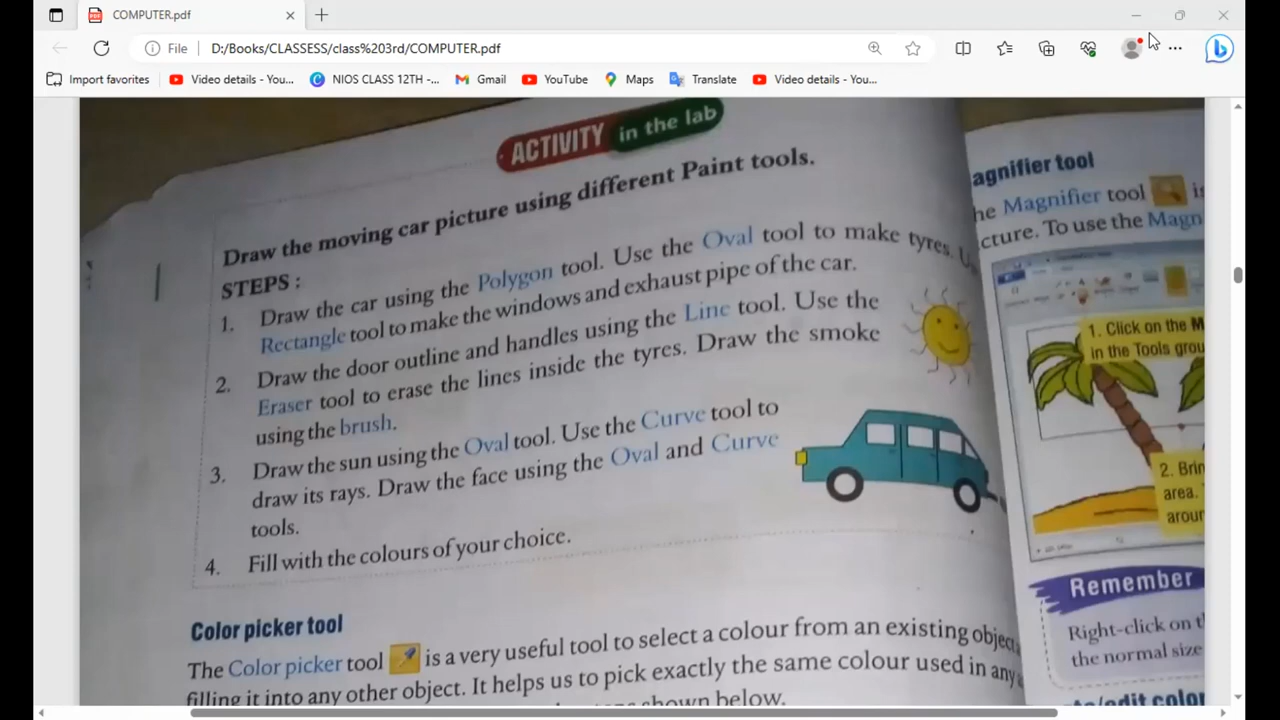 COMPUTER.pdf
File D:/Books/CLASSESS/class%203rd/COMPUTER.pdf
Import favorites Video details - You... NIOS CLASS 12TH -... Gmail YouTube Maps Translate Video details - You...
ACTIVITY in the lab
Draw the moving car picture using different Paint tools.
STEPS :
1. Draw the car using the Polygon tool. Use the Oval tool to make tyres.
Rectangle tool to make the windows and exhaust pipe of the car.
2. Draw the door outline and handles using the Line tool. Use the
Eraser tool to erase the lines inside the tyres. Draw the smoke
using the brush.
3. Draw the sun using the Oval tool. Use the Curve tool to
draw its rays. Draw the face using the Oval and Curve
tools.
4. Fill with the colours of your choice.
Color picker tool
The Color picker tool is a very useful tool to select a colour from an existing object
filling it into any other object. It helps us to pick exactly the same colour used in any
shown below.
agnifier tool
he Magnifier tool is
cture. To use the Magn
1. Click on the M
in the Tools grou
2. Brin
area.
aroun
Remember
Right-click on t
the normal size
te/edit color